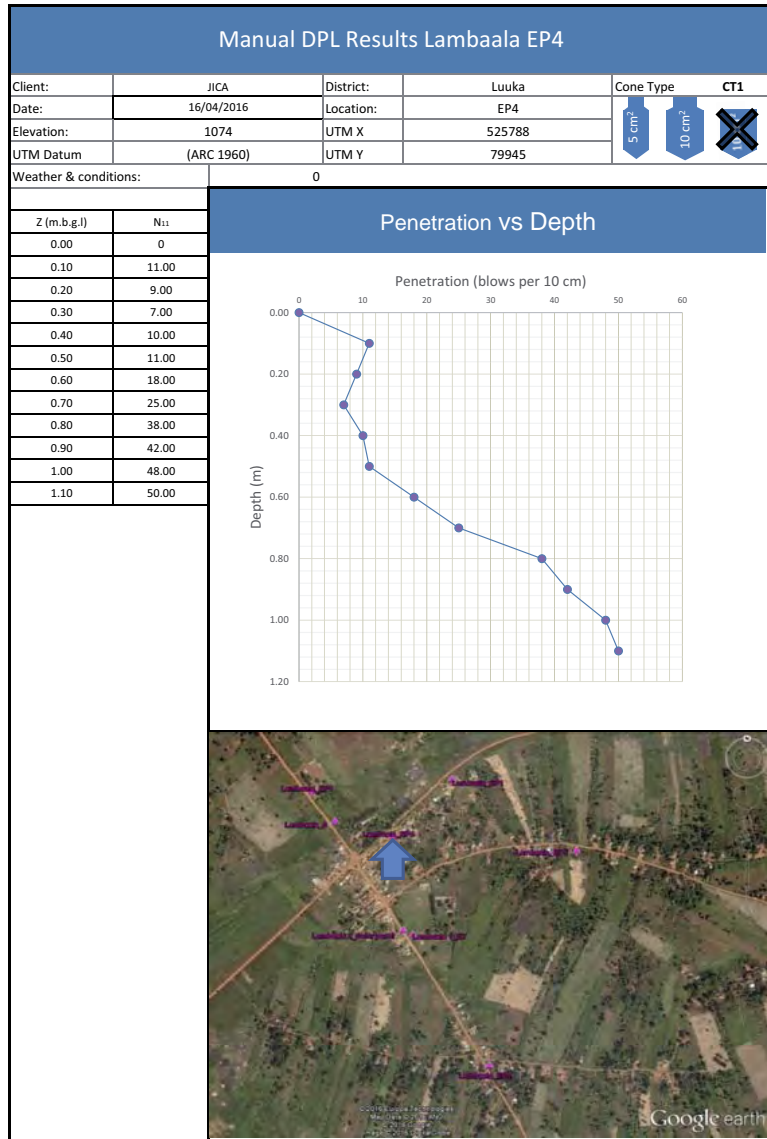 Manual DPL Results Lambaala EP4
Client: JICA District: Luuka Cone Type CT1
Date: 16/04/2016 Location: EP4
Elevation: 1074 UTM X 525788
UTM Datum (ARC 1960) UTM Y 79945
5 cm²
10 cm²
Weather & conditions: 0
Z (m.b.g.l) N11
0.00 0
0.10 11.00
0.20 9.00
0.30 7.00
0.40 10.00
0.50 11.00
0.60 18.00
0.70 25.00
0.80 38.00
0.90 42.00
1.00 48.00
1.10 50.00
Penetration vs Depth
Penetration (blows per 10 cm)
0 10 20 30 40 50 60
0.00
0.20
0.40
0.60
0.80
1.00
1.20
Depth (m)
Google earth